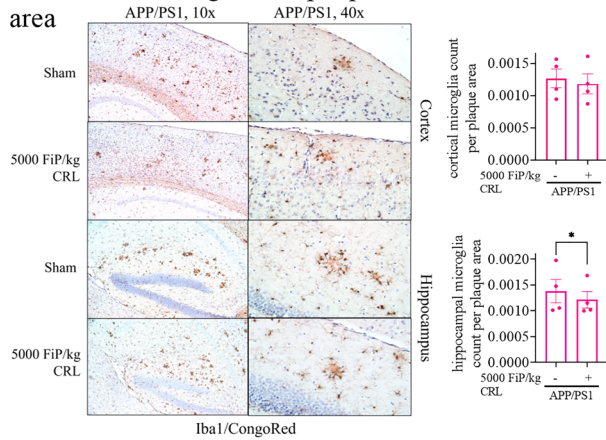 area
APP/PS1, 10x
APP/PS1, 40x
Sham
5000 FiP/kg
CRL
Sham
5000 FiP/kg
CRL
Cortex
Hippocampus
Iba1/CongoRed
cortical microglia count
per plaque area
0.0015
0.0010
0.0005
0.0000
5000 FiP/kg - +
CRL
APP/PS1
hippocampal microglia
count per plaque area
*
0.0020
0.0015
0.0010
0.0005
0.0000
5000 FiP/kg - +
CRL
APP/PS1